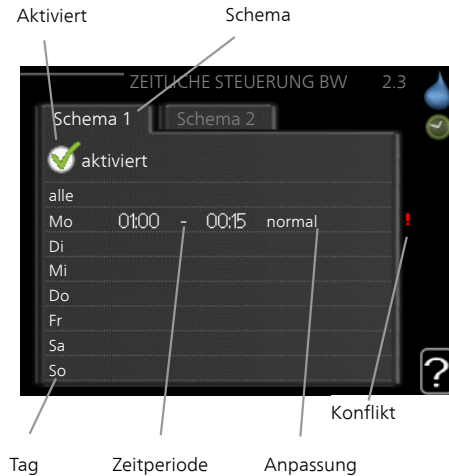 Aktiviert Schema
ZEITLICHE STEUERUNG BW 2.3
Schema 1 Schema 2
aktiviert
alle
Mo 01:00 - 00:15 normal !
Di
Mi
Do
Fr
Sa
So
?
Konflikt
Tag Zeitperiode Anpassung